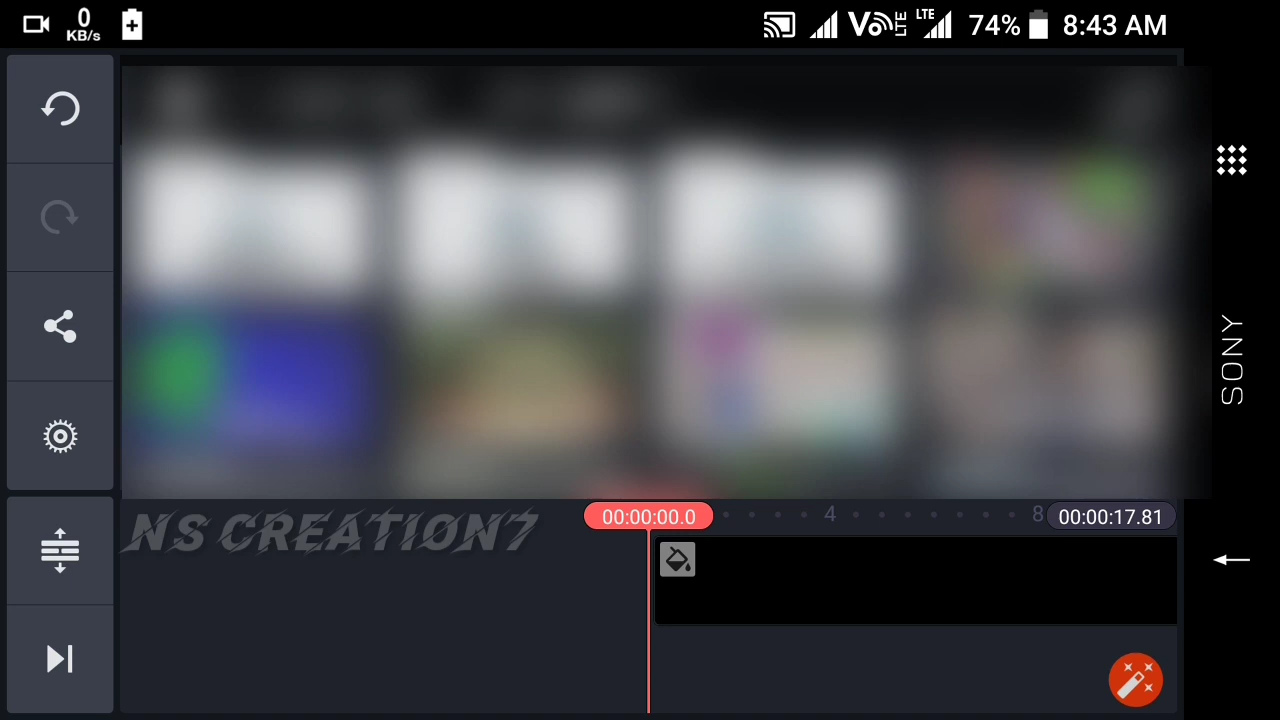 0
KB/s
Vo LTE
LTE
74%
8:43 AM
SONY
00:00:00.0
4
8
00:00:17.81
NS CREATION7